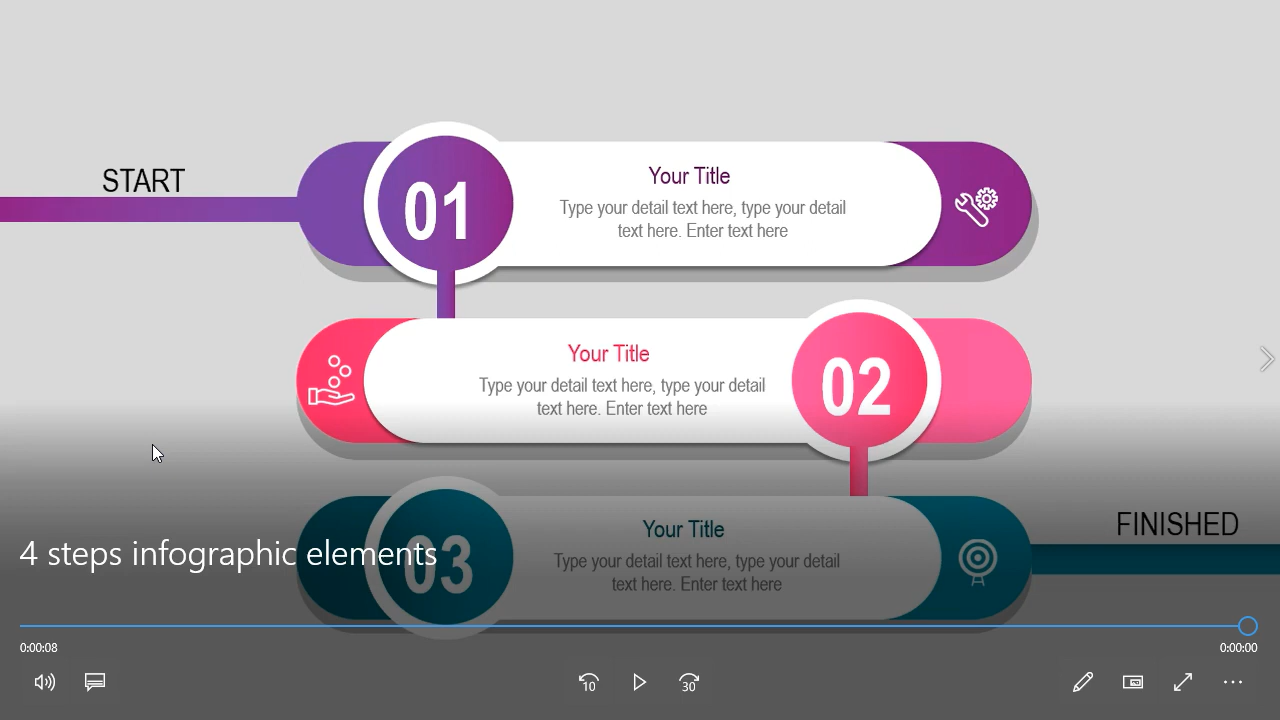 START
01
Your Title
Type your detail text here, type your detail
text here. Enter text here
Your Title
Type your detail text here, type your detail
text here. Enter text here
02
FINISHED
03
Your Title
Type your detail text here, type your detail
text here. Enter text here
4 steps infographic elements
0:00:08
0:00:00
10
30